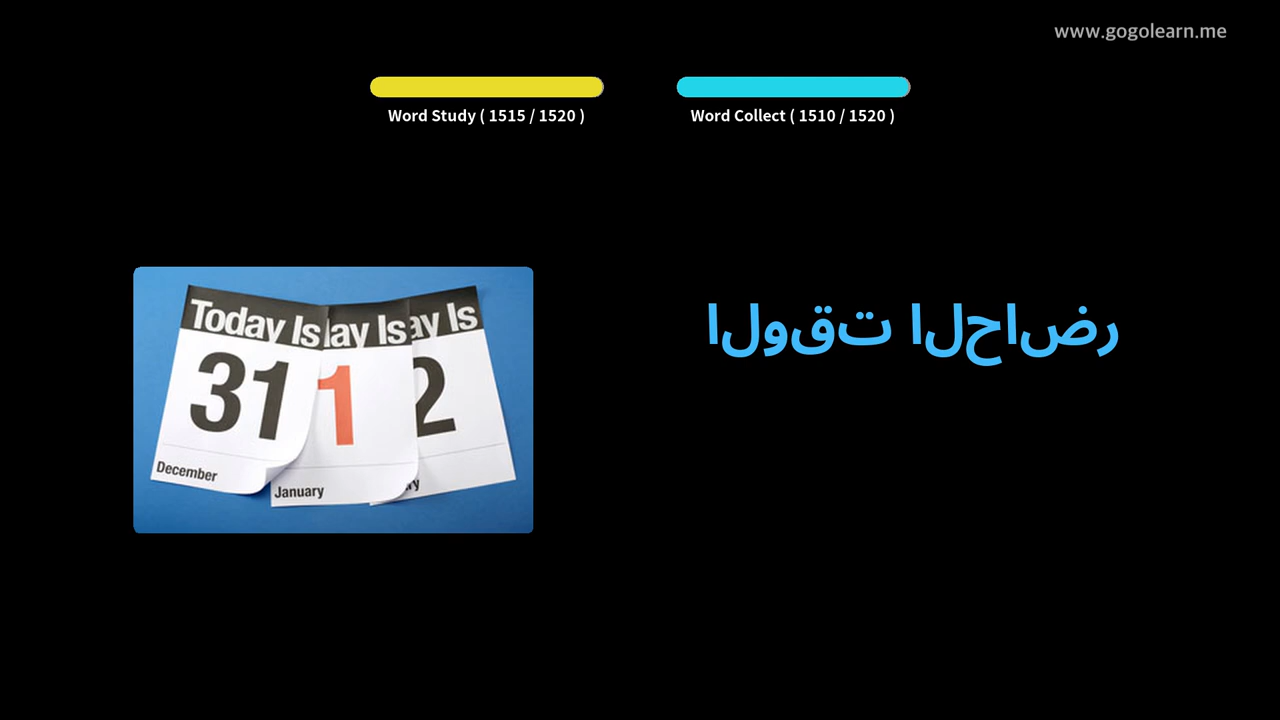 www.gogolearn.me
Word Study ( 1515 / 1520 )
Word Collect ( 1510 / 1520 )
الوقت الحاضر
Today Is
ay Is
ay Is
31
1
2
December
January
ry